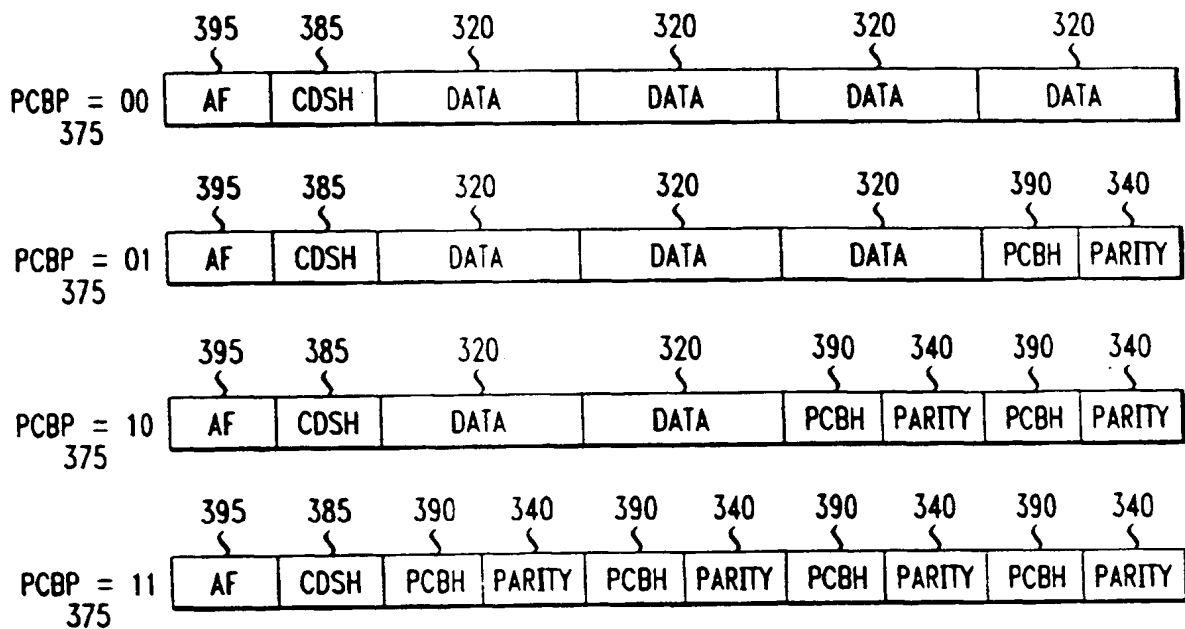 395 385 320 320 320 320
PCBP = 00 AF CDSH DATA DATA DATA DATA
375
395 385 320 320 320 390 340
PCBP = 01 AF CDSH DATA DATA DATA PCBH PARITY
375
395 385 320 320 390 340 390 340
PCBP = 10 AF CDSH DATA DATA PCBH PARITY PCBH PARITY
375
395 385 390 340 390 340 390 340 390 340
PCBP = 11 AF CDSH PCBH PARITY PCBH PARITY PCBH PARITY PCBH PARITY
375